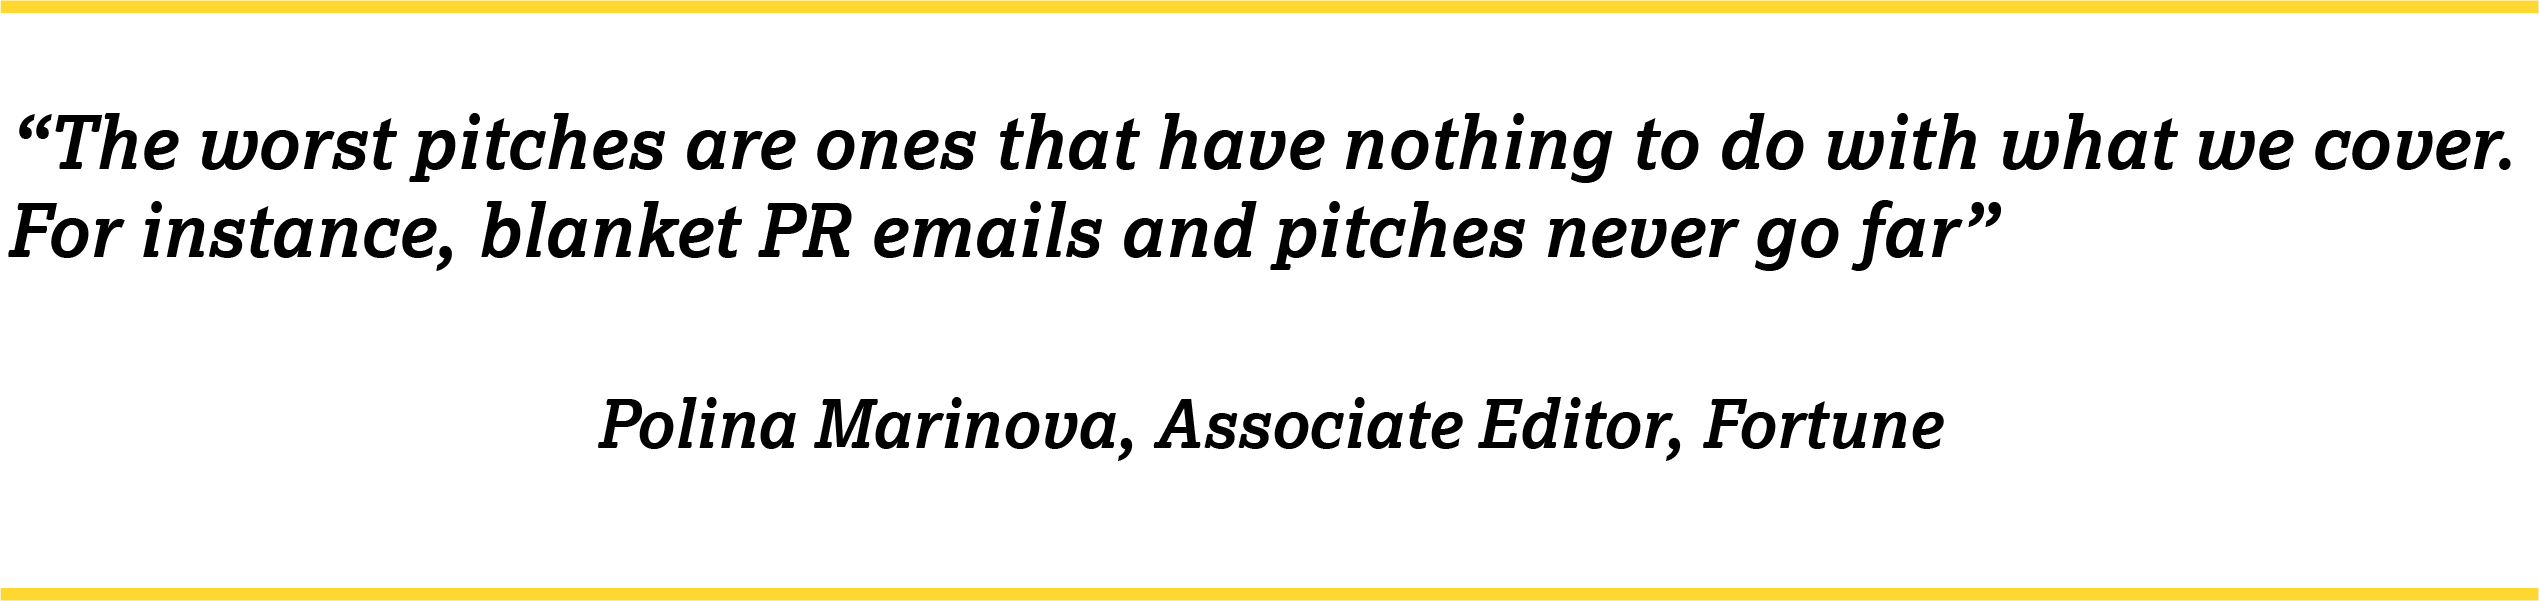 “The worst pitches are ones that have nothing to do with what we cover.
For instance, blanket PR emails and pitches never go far”
Polina Marinova, Associate Editor, Fortune